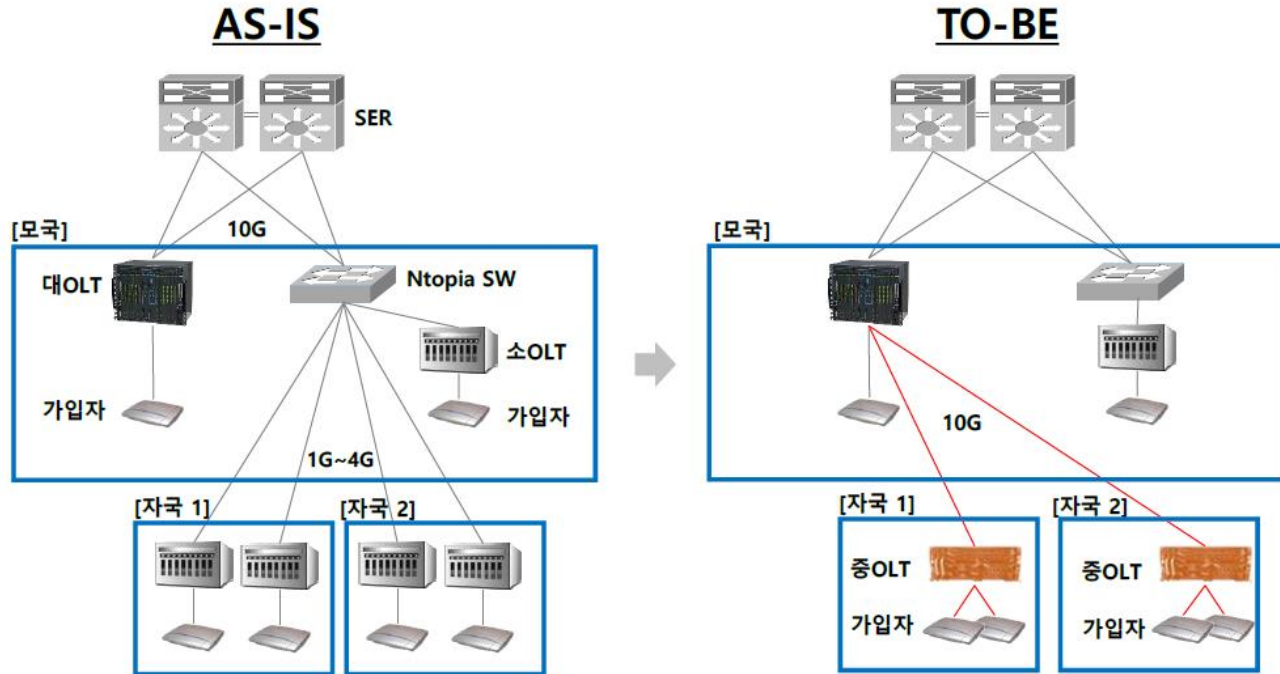 AS-IS
TO-BE
SER
[모국]
10G
대OLT
Ntopia SW
소OLT
가입자
가입자
1G~4G
[자국 1]
[자국 2]
[모국]
10G
[자국 1]
[자국 2]
중OLT
중OLT
가입자
가입자